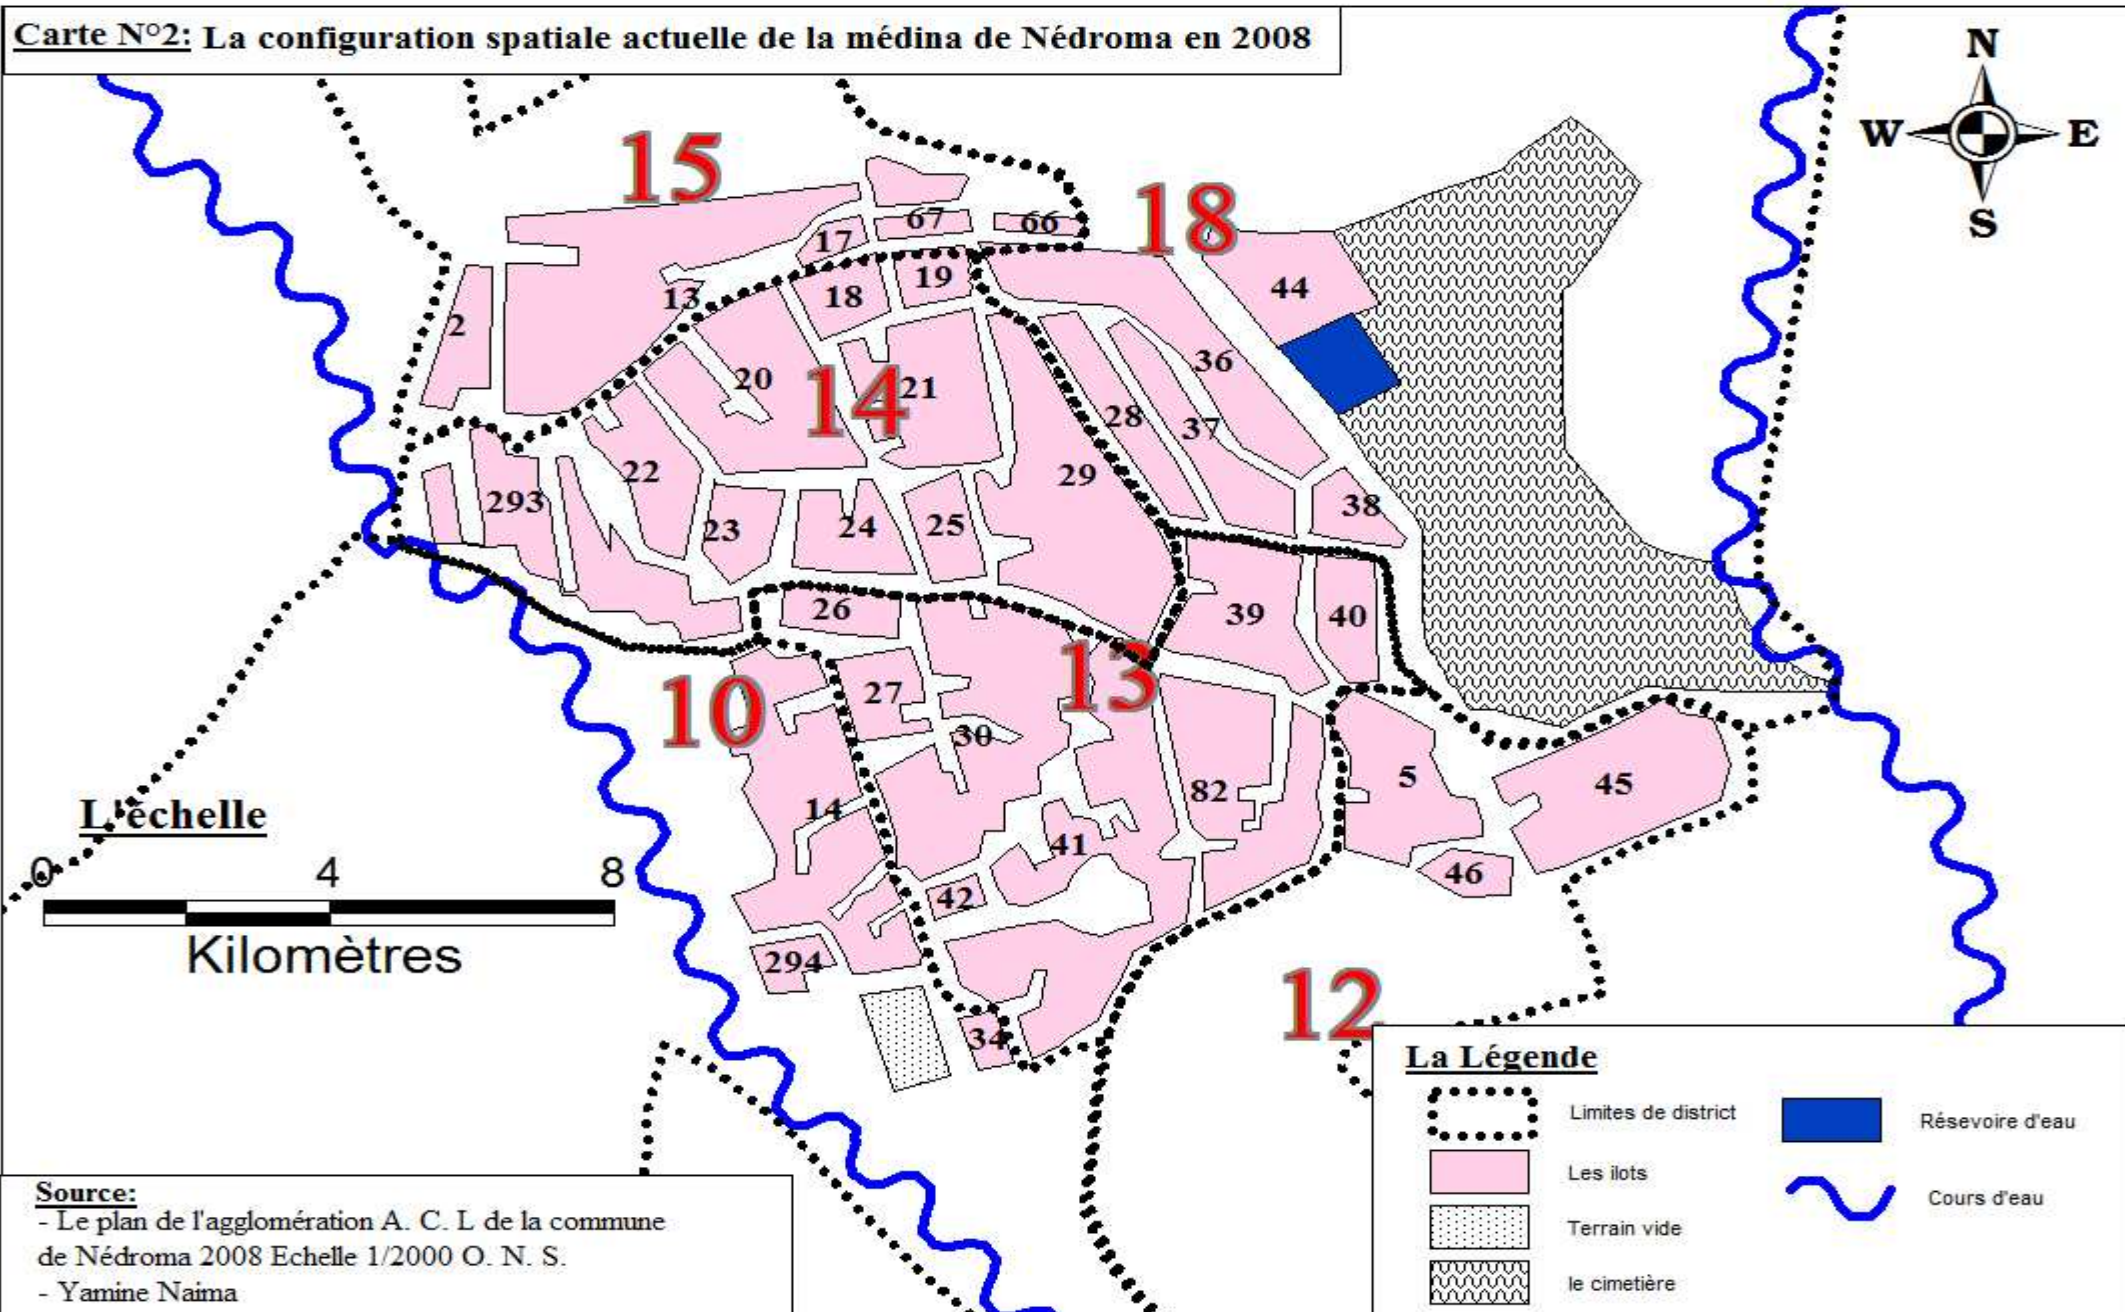 Carte N°2: La configuration spatiale actuelle de la médina de Nédroma en 2008
N
W E
S
15
18
67
66
17
44
19
13
18
2
36
20
14
21
28
37
22
29
293
38
23
24
25
26
39
40
13
10
27
30
5
45
82
14
41
46
42
294
34
12
L'échelle
0 4 8
Kilomètres
La Légende
Limites de district
Résevoire d'eau
Les ilots
Cours d'eau
Terrain vide
le cimetière
Source:
- Le plan de l'agglomération A. C. L de la commune
de Nédroma 2008 Echelle 1/2000 O. N. S.
- Yamine Naima